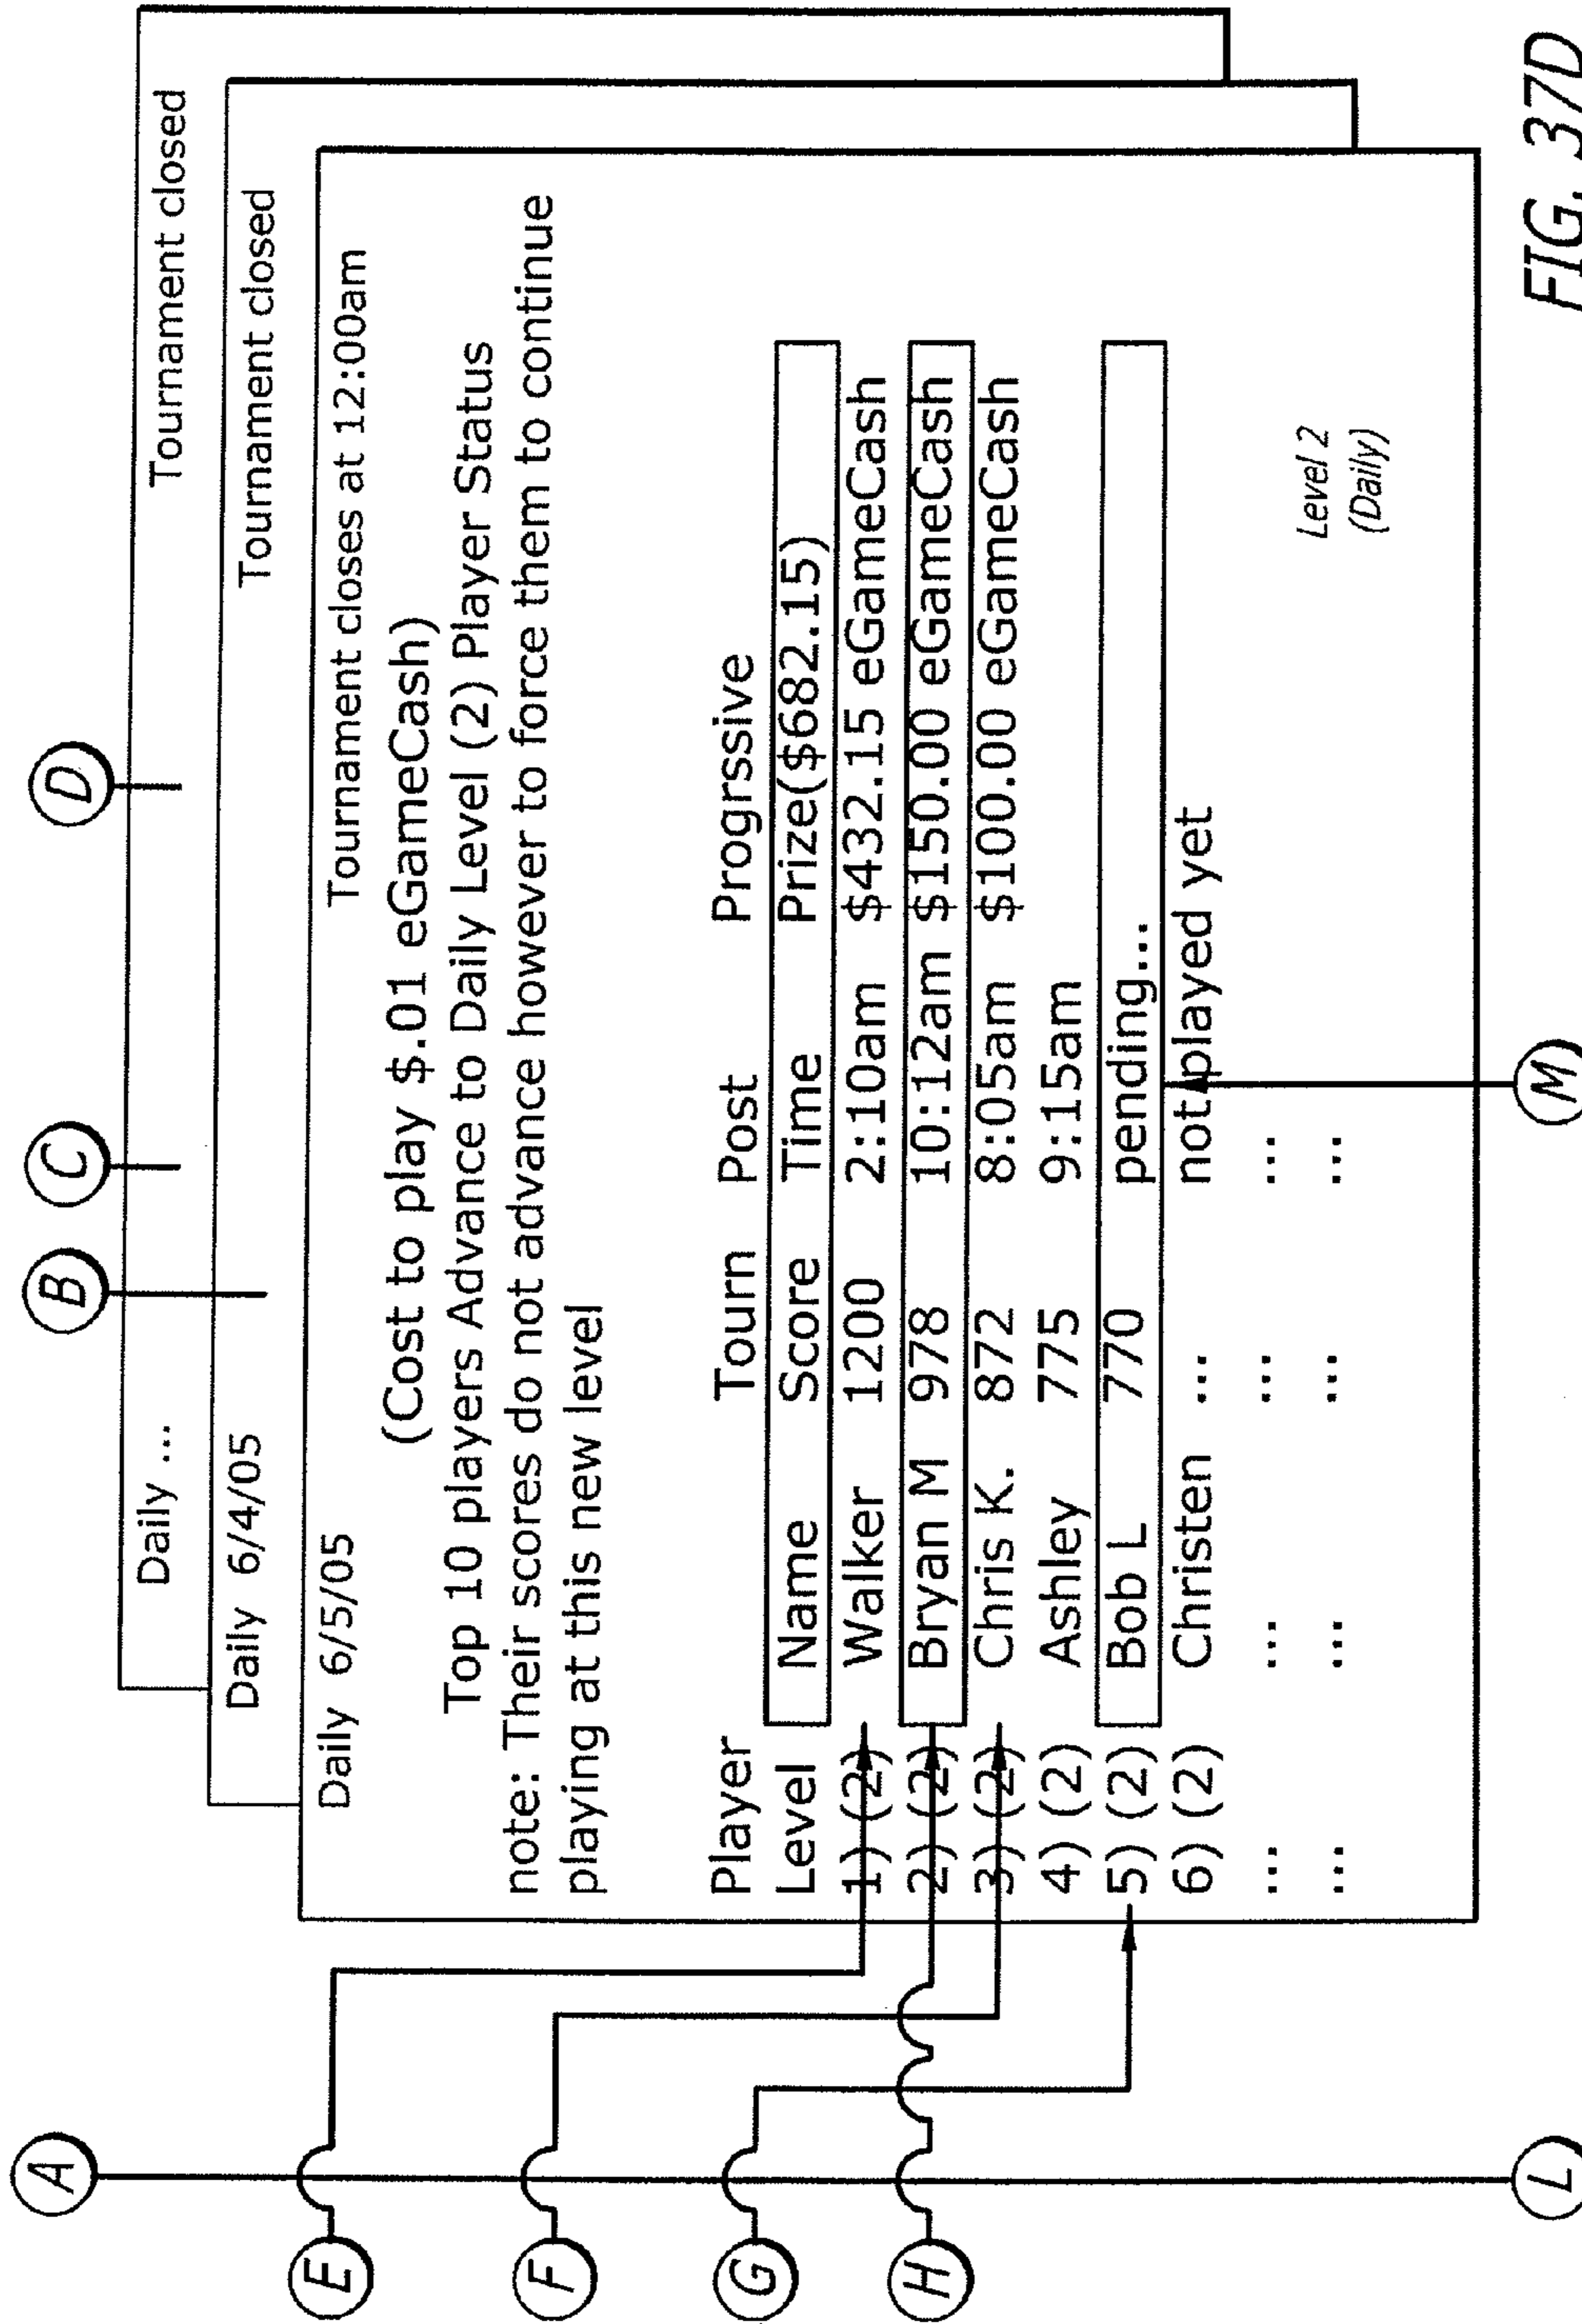 A
B
C
D
Daily ... Tournament closed
Daily 6/4/05 Tournament closed
Daily 6/5/05 Tournament closes at 12:00am
(Cost to play $.01 eGameCash)
Top 10 players Advance to Daily Level (2) Player Status
note: Their scores do not advance however to force them to continue
playing at this new level
Player Tourn Post Progrssive
Level Name Score Time Prize($682.15)
1) (2) Walker 1200 2:10am $432.15 eGameCash
2) (2) Bryan M 978 10:12am $150.00 eGameCash
3) (2) Chris K. 872 8:05am $100.00 eGameCash
4) (2) Ashley 775 9:15am
5) (2) Bob L 770 pending...
6) (2) Christen ... not played yet
... ... ... ...
... ... ... ...
Level 2
(Daily)
E
F
G
H
L
M
FIG. 37D